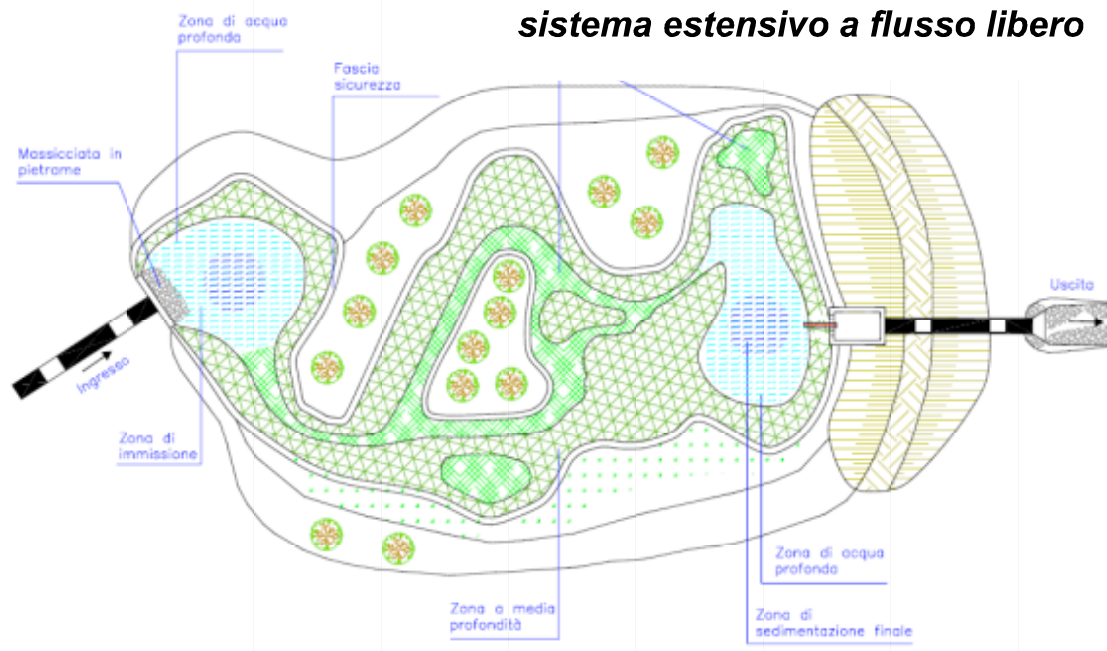 sistema estensivo a flusso libero
Zona di acqua
profonda
Fascia
sicurezza
Massicciata in
pietrame
Uscita
Ingresso
Zona di
immissione
Zona di acqua
profonda
Zona a media
profondità
Zona di
sedimentazione finale